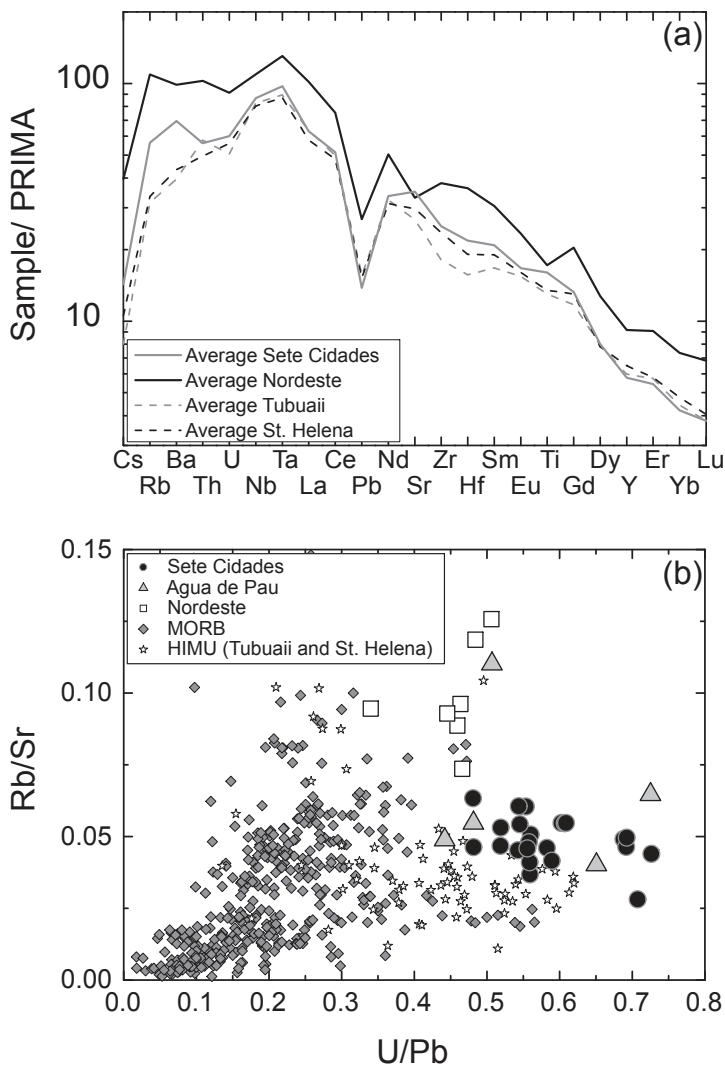 (a)
Sample/ PRIMA
100
10
Average Sete Cidades
Average Nordeste
Average Tubuaii
Average St. Helena
Cs Ba U Ta Ce Nd Zr Sm Ti Dy Er Lu
Rb Th Nb La Pb Sr Hf Eu Gd Y Yb
(b)
Rb/Sr
0.15
0.10
0.05
0.00
Sete Cidades
Agua de Pau
Nordeste
MORB
HIMU (Tubuaii and St. Helena)
0.0 0.1 0.2 0.3 0.4 0.5 0.6 0.7 0.8
U/Pb